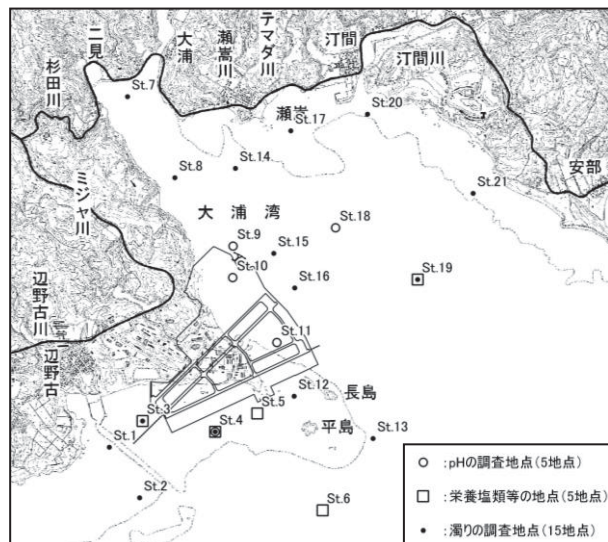 二見
杉田川
大浦
瀬嵩川
テマダ川
汀間
汀間川
瀬嵩
安部
ミジャ川
大浦湾
辺野古川
辺野古
長島
平島
St.7
St.17
St.20
St.8
St.14
St.21
St.18
St.9
St.15
St.10
St.16
St.19
St.11
St.12
St.3
St.5
St.4
St.1
St.13
St.2
St.6
○ :pHの調査地点(5地点)
□ :栄養塩類等の地点(5地点)
• :濁りの調査地点(15地点)